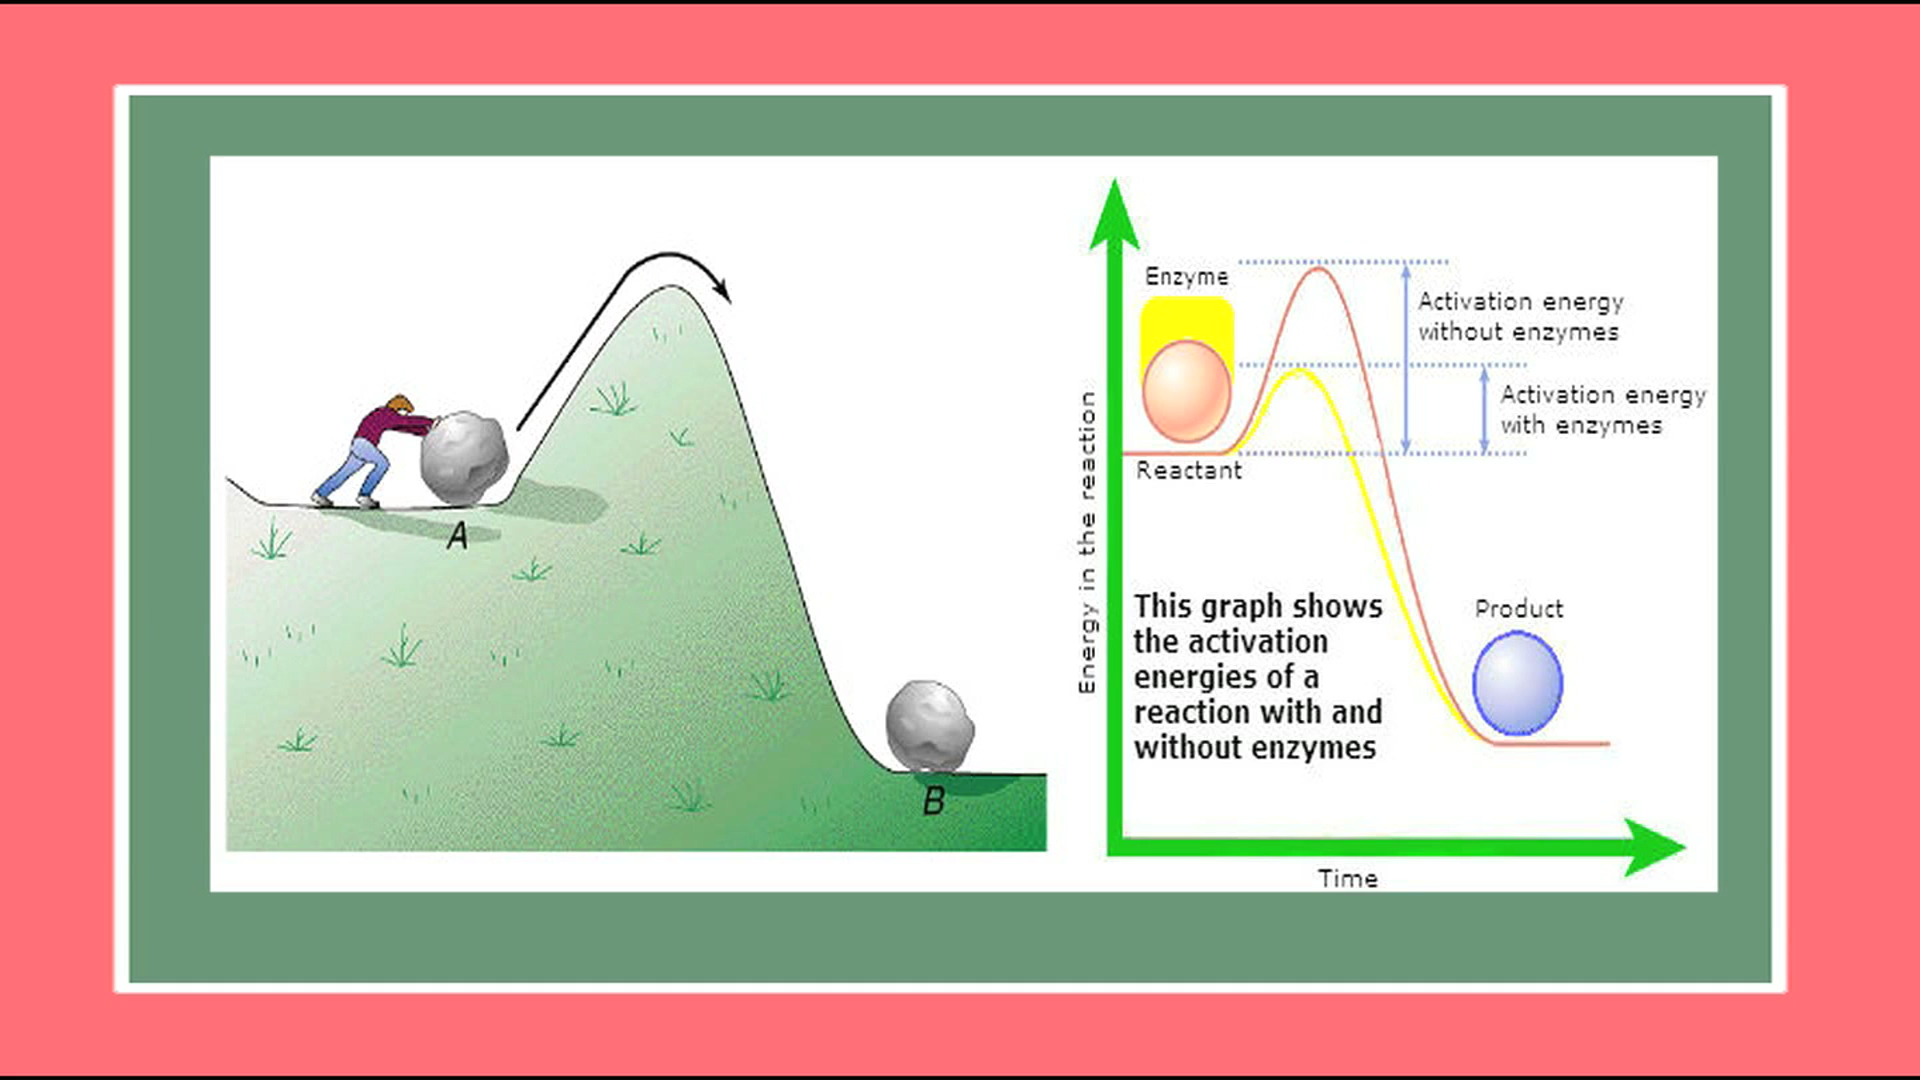 A
B
Energy in the reaction
Enzyme
Reactant
Activation energy
without enzymes
Activation energy
with enzymes
This graph shows
the activation
energies of a
reaction with and
without enzymes
Product
Time